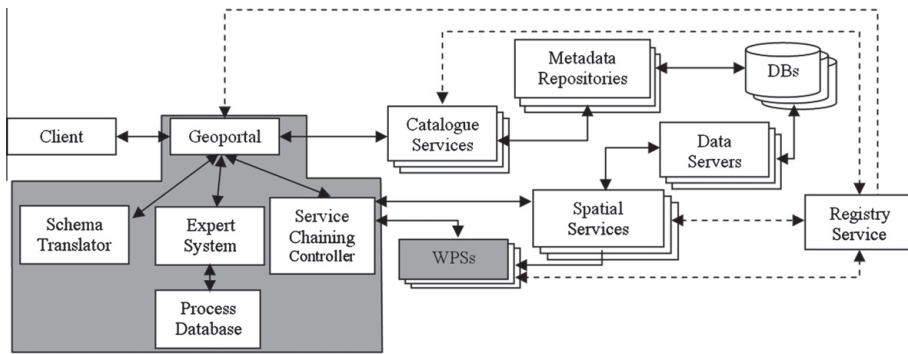 Client
Geoportal
Catalogue
Services
Metadata
Repositories
DBs
Data
Servers
Schema
Translator
Expert
System
Service
Chaining
Controller
Spatial
Services
Registry
Service
WPSs
Process
Database